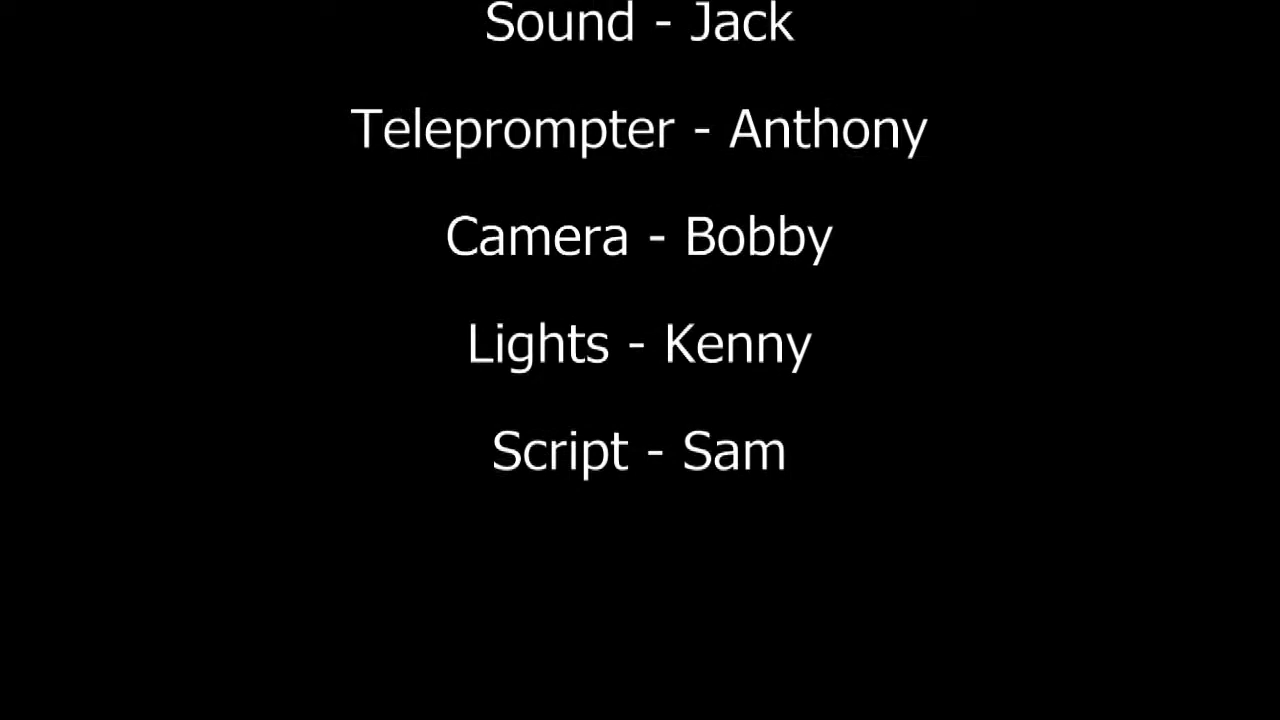 Sound - Jack
Teleprompter - Anthony
Camera - Bobby
Lights - Kenny
Script - Sam